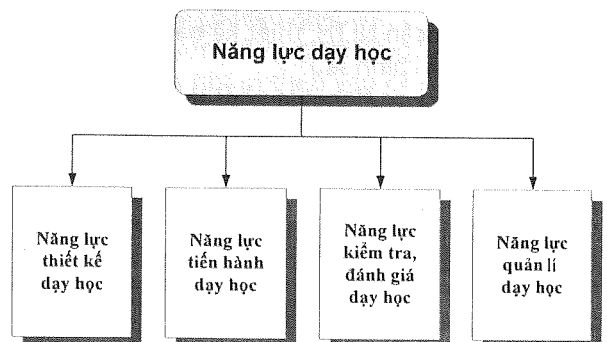 Năng lực dạy học
Năng lực
thiết kế
dạy học
Năng lực
tiến hành
dạy học
Năng lực
kiểm tra,
đánh giá
dạy học
Năng lực
quản lí
dạy học